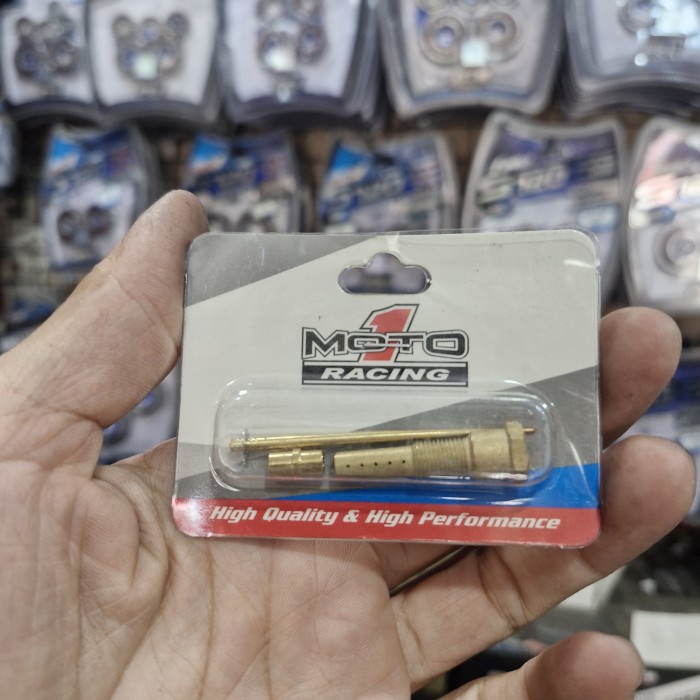 MOTO 1
RACING
High Quality & High Performance